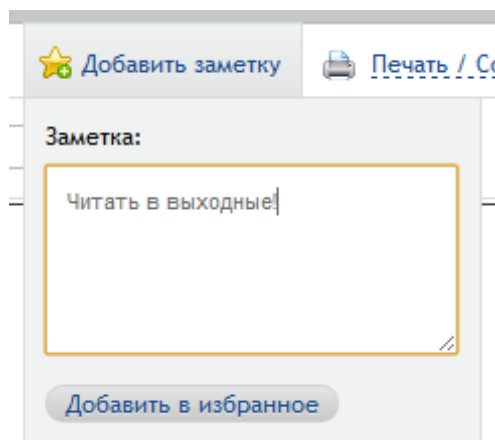 Добавить заметку
Печать / Со
Заметка:
Читать в выходные!
Добавить в избранное